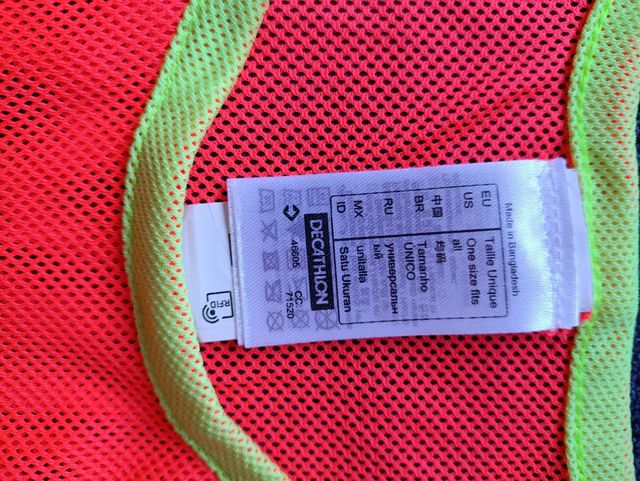 Made in Bangladesh
EU Taille Unique
US One size fits
all
中国 均码
BR Tamanho
ÚNICO
RU универсальн
ый
MX unitalla
ID Satu Ukuran
DECATHLON
46605 CC:
71520
RFID